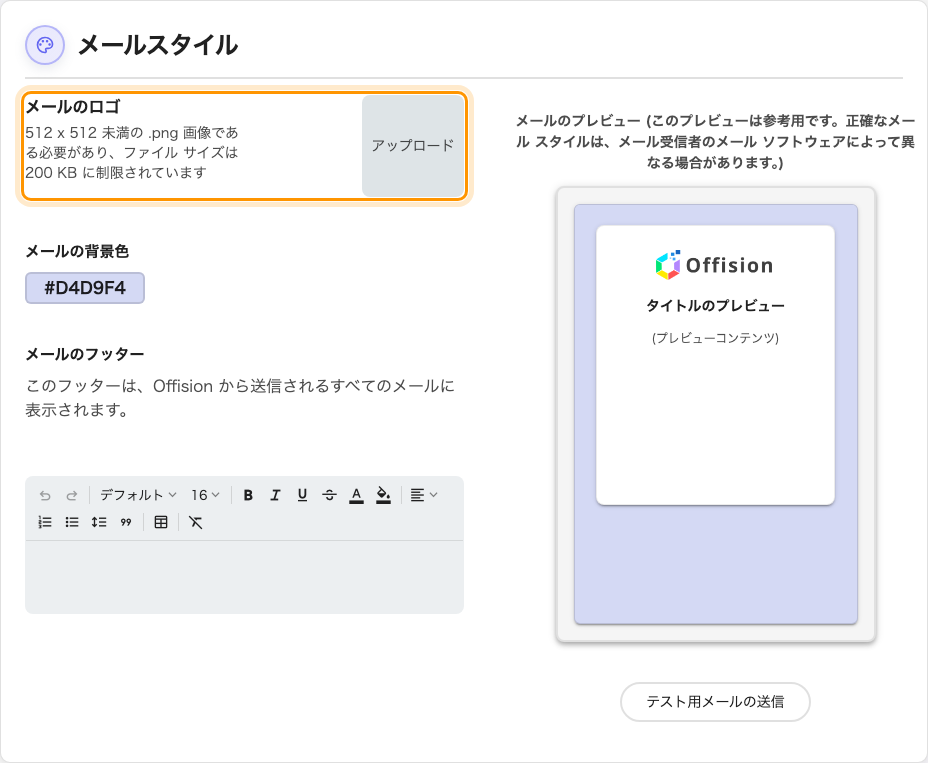 メールスタイル
メールのロゴ
512 x 512 未満の .png 画像であ
る必要があり、ファイル サイズは
200 KB に制限されています
アップロード
メールの背景色
#D4D9F4
メールのフッター
このフッターは、Offision から送信されるすべてのメールに
表示されます。
デフォルト 16 B I U S A
メールのプレビュー (このプレビューは参考用です。正確なメー
ル スタイルは、メール受信者のメール ソフトウェアによって異
なる場合があります。)
Offision
タイトルのプレビュー
(プレビューコンテンツ)
テスト用メールの送信